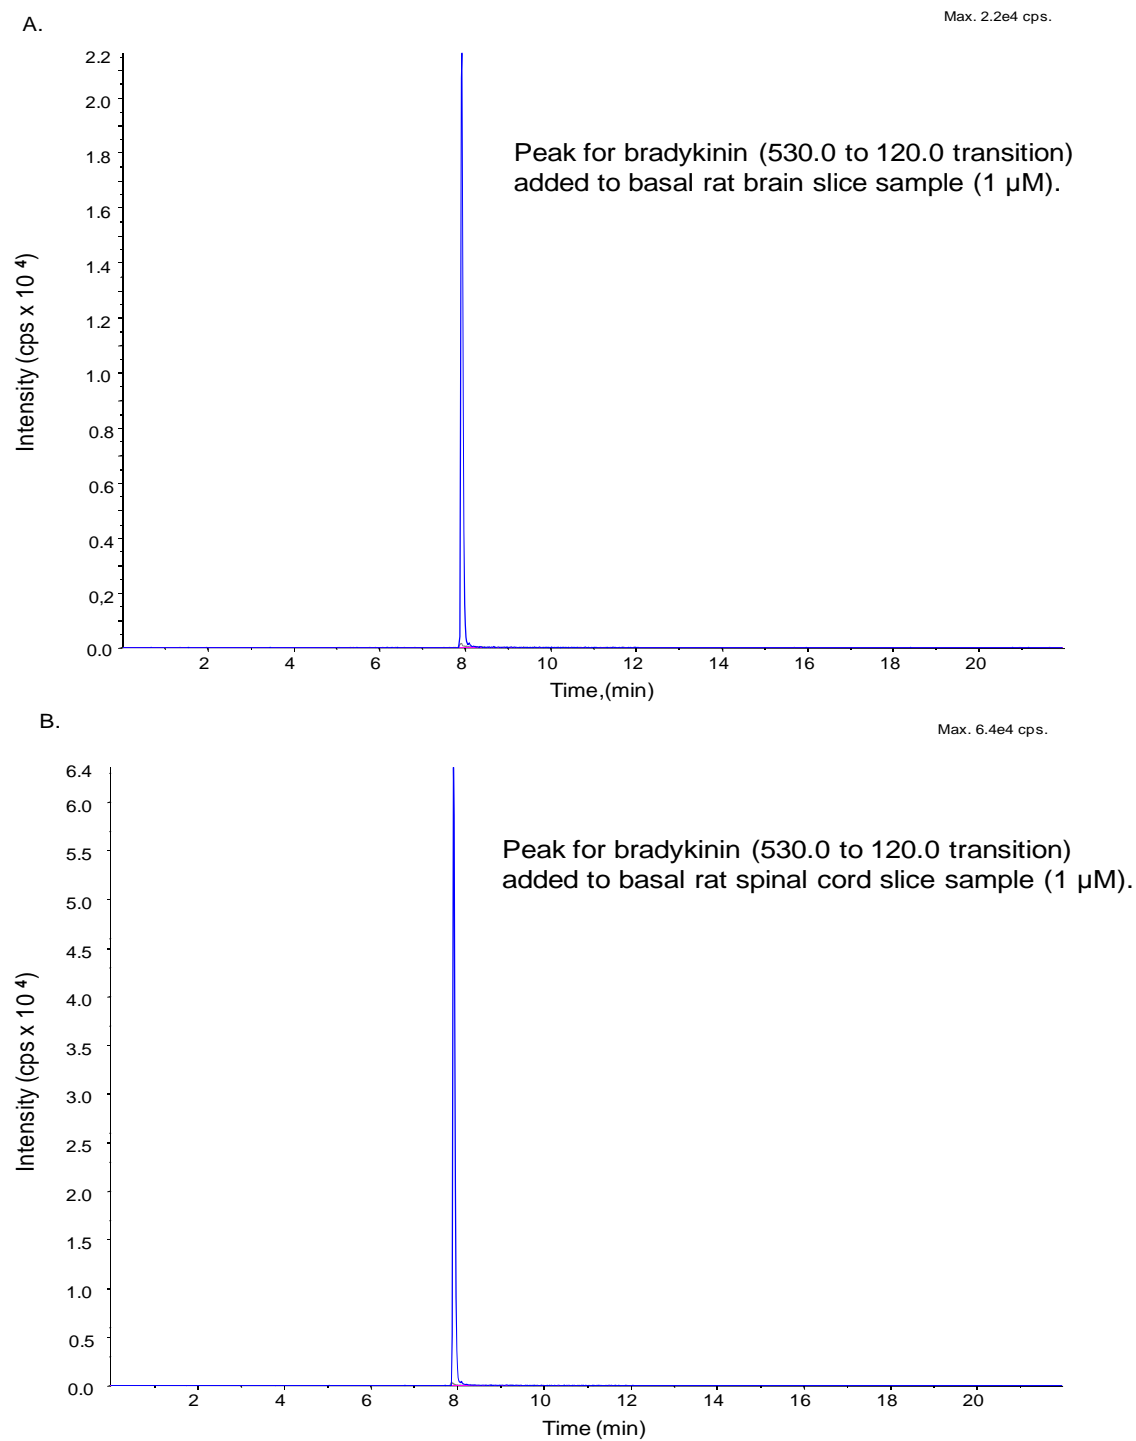 A.
Max. 2.2e4 cps.
2.2
2.0
1.8
1.6
1.4
1.2
1.0
0.8
0.6
0.4
0,2
0.0
Intensity (cps x 10 4)
Peak for bradykinin (530.0 to 120.0 transition)
added to basal rat brain slice sample (1 µM).
2 4 6 8 10 12 14 16 18 20
Time,(min)
B.
Max. 6.4e4 cps.
6.4
6.0
5.5
5.0
4.5
4.0
3.5
3.0
2.5
2.0
1.5
1.0
0.5
0.0
Intensity (cps x 10 4)
Peak for bradykinin (530.0 to 120.0 transition)
added to basal rat spinal cord slice sample (1 µM).
2 4 6 8 10 12 14 16 18 20
Time (min)